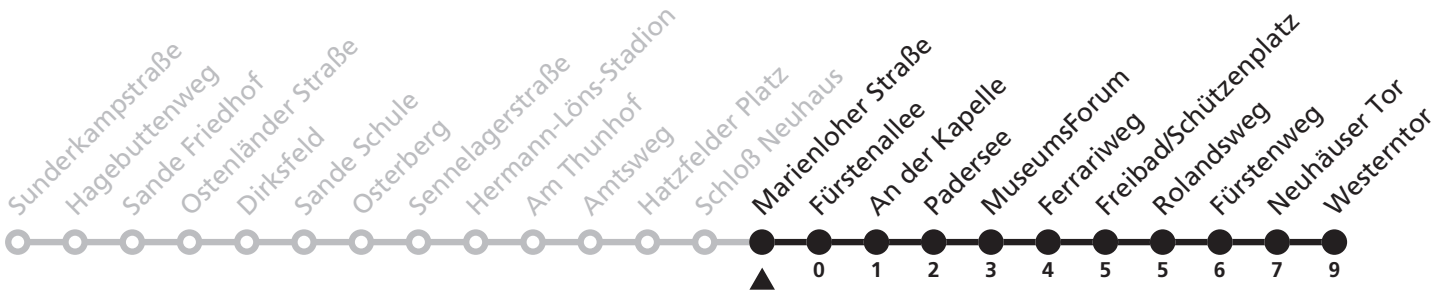 Sunderkampstraße
Hagebuttenweg
Sande Friedhof
Ostenländer Straße
Dirksfeld
Sande Schule
Osterberg
Sennelagerstraße
Hermann-Löns-Stadion
Am Thunhof
Amtsweg
Hatzfelder Platz
Schloß Neuhaus
Marienloher Straße
Fürstenallee
An der Kapelle
Padersee
MuseumsForum
Ferrariweg
Freibad/Schützenplatz
Rolandsweg
Fürstenweg
Neuhäuser Tor
Westerntor
0 1 2 3 4 5 5 6 7 9